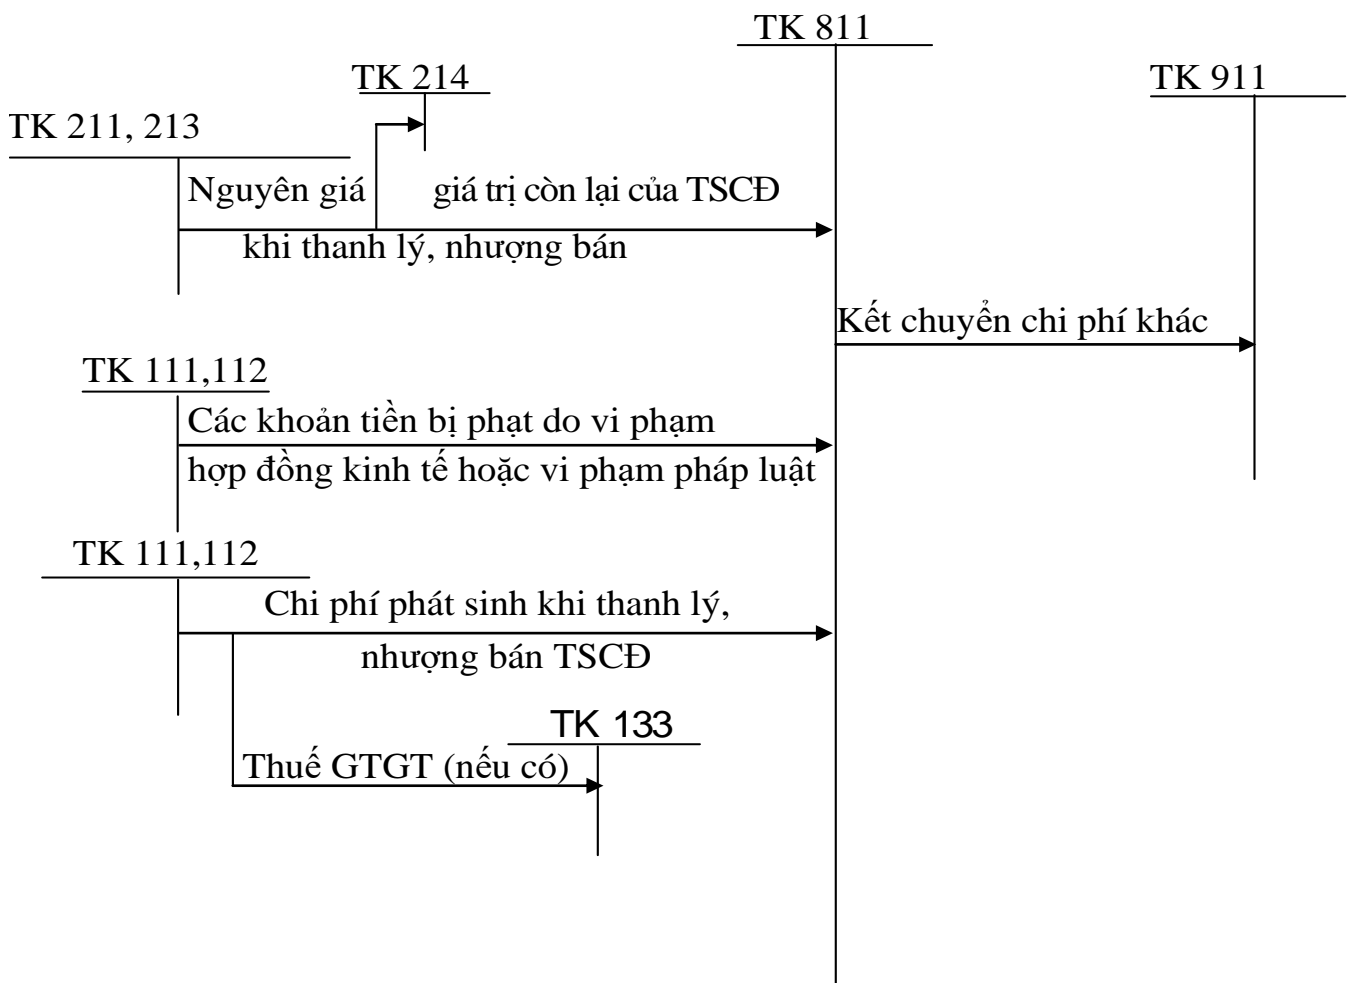 TK 811
TK 214
TK 911
TK 211, 213
Nguyên giá
giá trị còn lại của TSCĐ
khi thanh lý, nhượng bán
Kết chuyển chi phí khác
TK 111,112
Các khoản tiền bị phạt do vi phạm
hợp đồng kinh tế hoặc vi phạm pháp luật
TK 111,112
Chi phí phát sinh khi thanh lý,
nhượng bán TSCĐ
TK 133
Thuế GTGT (nếu có)